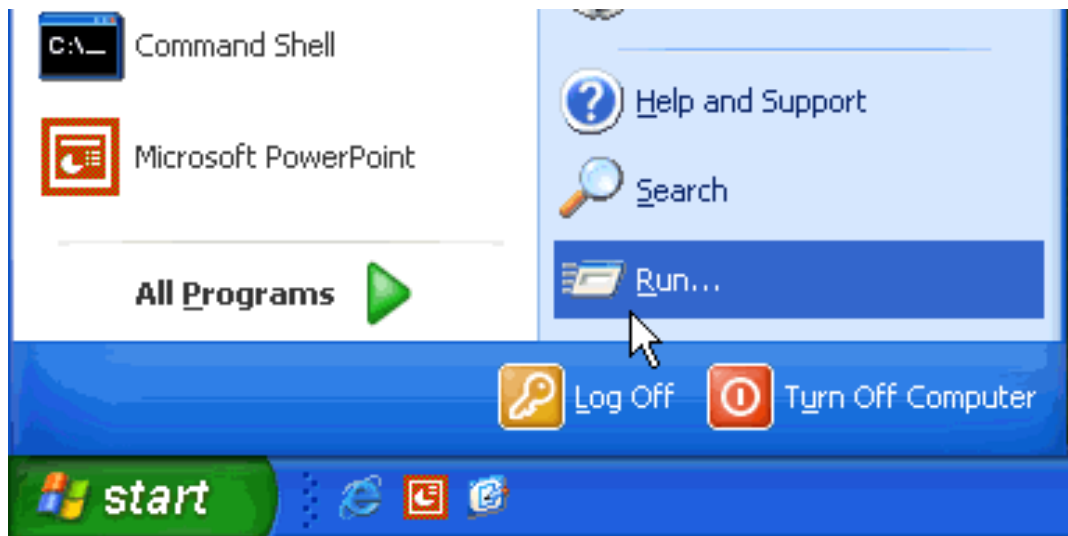 C:\_
Command Shell
Microsoft PowerPoint
All Programs
Help and Support
Search
Run...
Log Off
Turn Off Computer
start